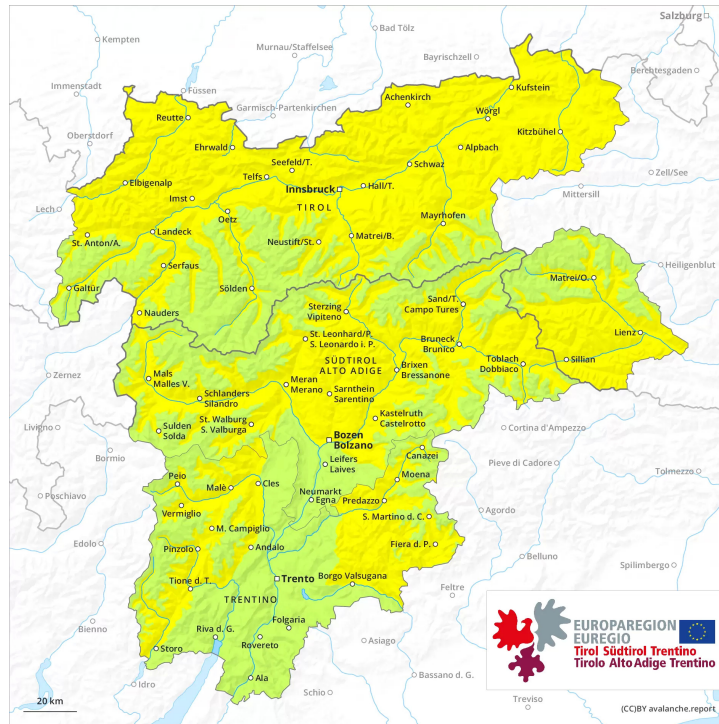 Salzburg
Bad Tölz
Kempten
Murnau/Staffelsee
Bayrischzell
Berchtesgaden
Immenstadt
Füssen
Kufstein
Garmisch-Partenkirchen
Achenkirch
Reutte
Wörgl
Oberstdorf
Kitzbühel
Ehrwald
Alpbach
Seefeld/T.
Schwaz
Zell/See
Telfs
Elbigenalp
Innsbruck
Hall/T.
Mittersill
Imst
TIROL
Lech
Oetz
Mayrhofen
Landeck
Matrei/B.
St. Anton/A.
Neustift/St.
Serfaus
Heiligenblut
Matrei/O.
Galtür
Sölden
Sand/T.
Campo Tures
Nauders
Sterzing
Vipiteno
Lienz
St. Leonhard/P.
S. Leonardo i. P.
Bruneck
Brunico
Toblach
Dobbiaco
Sillian
SÜDTIROL
ALTO ADIGE
Brixen
Bressanone
Zernez
Mals
Malles V.
Meran
Merano
Sarnthein
Sarentino
Schlanders
Silandro
Kastelruth
Castelrotto
St. Walburg
S. Valburga
Livigno
Sulden
Solda
Bozen
Bolzano
Cortina d'Ampezzo
Bormio
Canazei
Leifers
Laives
Pieve di Cadore
Tolmezzo
Peio
Moena
Poschiavo
Malè
Cles
Neumarkt
Egna
Predazzo
Vermiglio
S. Martino d. C.
Agordo
M. Campiglio
Edolo
Pinzolo
Andalo
Fiera d. P.
Belluno
Spilimbergo
Trento
Borgo Valsugana
Tione d. T.
Feltre
TRENTINO
Folgaria
Bienno
Riva d. G.
Asiago
Storo
Rovereto
Bassano d. G.
Idro
Ala
Schio
Treviso
EUROPAREGION
EUREGIO
Tirol Südtirol Trentino
Tirolo Alto Adige Trentino
20 km
(CC)BY avalanche.report